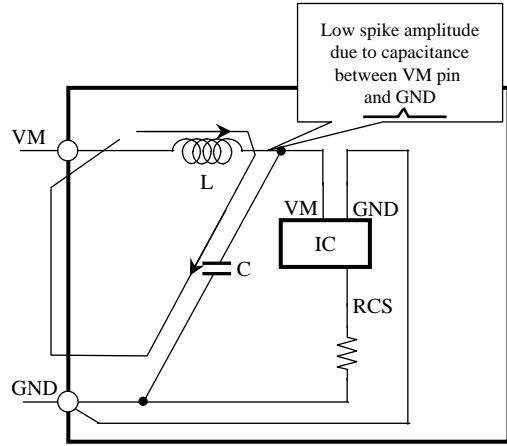 Low spike amplitude
due to capacitance
between VM pin
and GND
VM
L
VM
GND
IC
C
RCS
GND